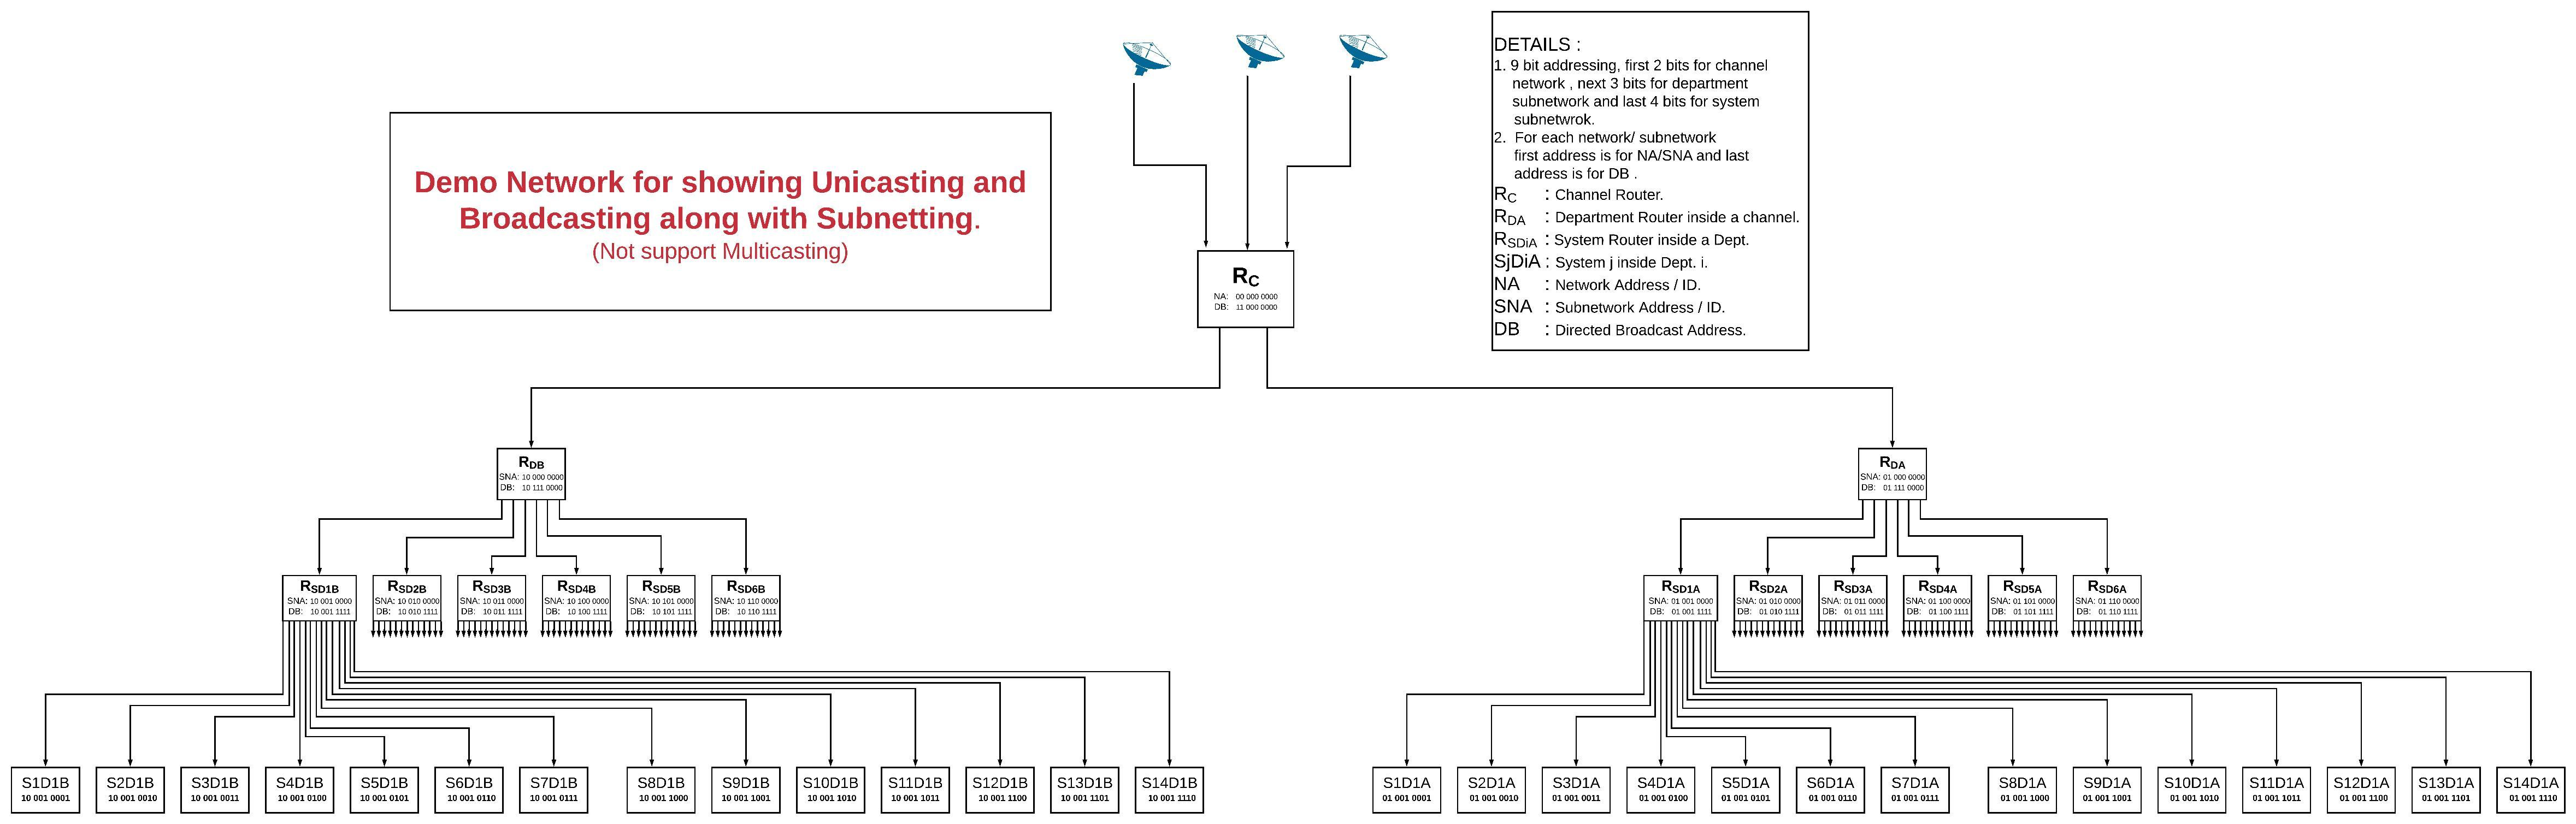 DETAILS :
1. 9 bit addressing, first 2 bits for channel
network , next 3 bits for department
subnetwork and last 4 bits for system
subnetwrok.
2. For each network/ subnetwork
first address is for NA/SNA and last
address is for DB .
RC : Channel Router.
RDA : Department Router inside a channel.
RSDiA : System Router inside a Dept.
SjDiA : System j inside Dept. i.
NA : Network Address / ID.
SNA : Subnetwork Address / ID.
DB : Directed Broadcast Address.
Demo Network for showing Unicasting and
Broadcasting along with Subnetting.
(Not support Multicasting)
RC
NA: 00 000 0000
DB: 11 000 0000
RDB
SNA: 10 000 0000
DB: 10 111 0000
RDA
SNA: 01 000 0000
DB: 01 111 0000
RSD1B
SNA: 10 001 0000
DB: 10 001 1111
RSD2B
SNA: 10 010 0000
DB: 10 010 1111
RSD3B
SNA: 10 011 0000
DB: 10 011 1111
RSD4B
SNA: 10 100 0000
DB: 10 100 1111
RSD5B
SNA: 10 101 0000
DB: 10 101 1111
RSD6B
SNA: 10 110 0000
DB: 10 110 1111
RSD1A
SNA: 01 001 0000
DB: 01 001 1111
RSD2A
SNA: 01 010 0000
DB: 01 010 1111
RSD3A
SNA: 01 011 0000
DB: 01 011 1111
RSD4A
SNA: 01 100 0000
DB: 01 100 1111
RSD5A
SNA: 01 101 0000
DB: 01 101 1111
RSD6A
SNA: 01 110 0000
DB: 01 110 1111
S1D1B
10 001 0001
S2D1B
10 001 0010
S3D1B
10 001 0011
S4D1B
10 001 0100
S5D1B
10 001 0101
S6D1B
10 001 0110
S7D1B
10 001 0111
S8D1B
10 001 1000
S9D1B
10 001 1001
S10D1B
10 001 1010
S11D1B
10 001 1011
S12D1B
10 001 1100
S13D1B
10 001 1101
S14D1B
10 001 1110
S1D1A
01 001 0001
S2D1A
01 001 0010
S3D1A
01 001 0011
S4D1A
01 001 0100
S5D1A
01 001 0101
S6D1A
01 001 0110
S7D1A
01 001 0111
S8D1A
01 001 1000
S9D1A
01 001 1001
S10D1A
01 001 1010
S11D1A
01 001 1011
S12D1A
01 001 1100
S13D1A
01 001 1101
S14D1A
01 001 1110